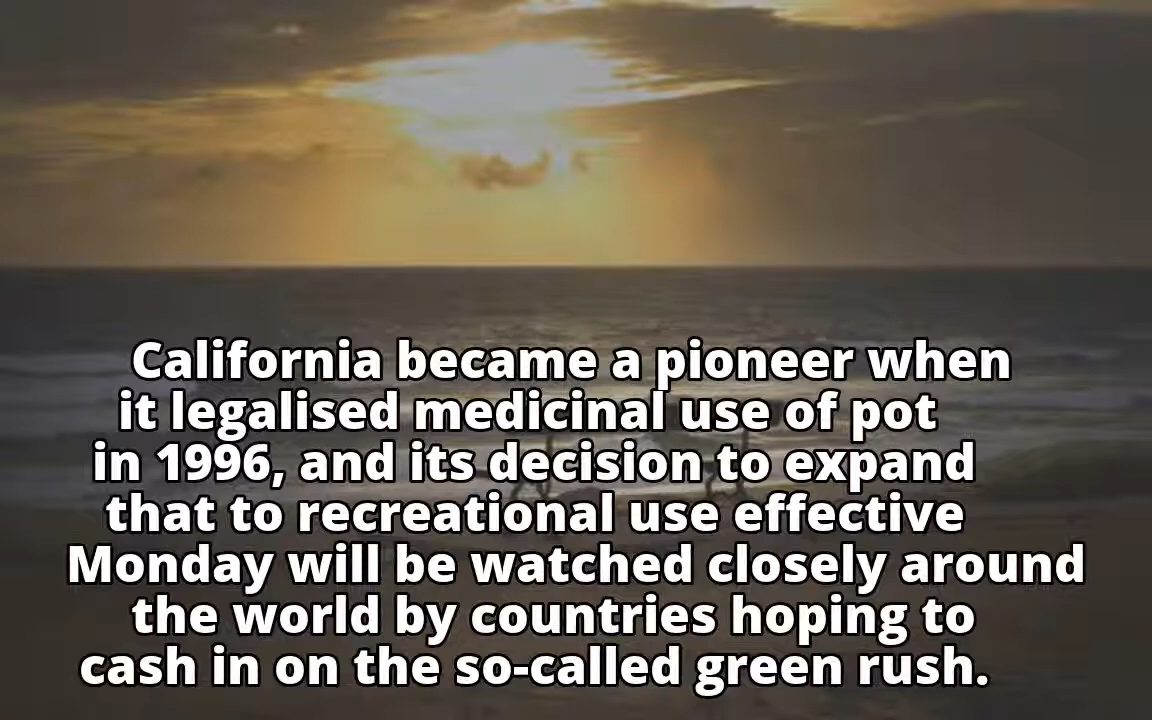 California became a pioneer when
it legalised medicinal use of pot
in 1996, and its decision to expand
that to recreational use effective
Monday will be watched closely around
the world by countries hoping to
cash in on the so-called green rush.